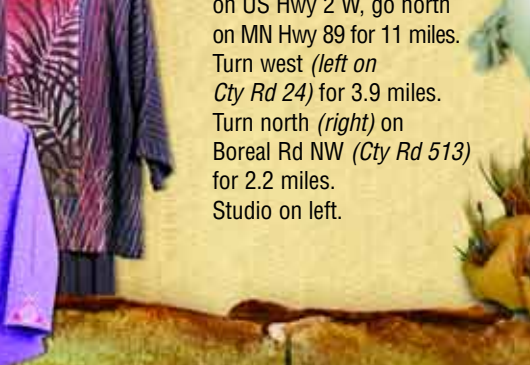 on US Hwy 2 W, go north
on MN Hwy 89 for 11 miles.
Turn west (left on
Cty Rd 24) for 3.9 miles.
Turn north (right) on
Boreal Rd NW (Cty Rd 513)
for 2.2 miles.
Studio on left.